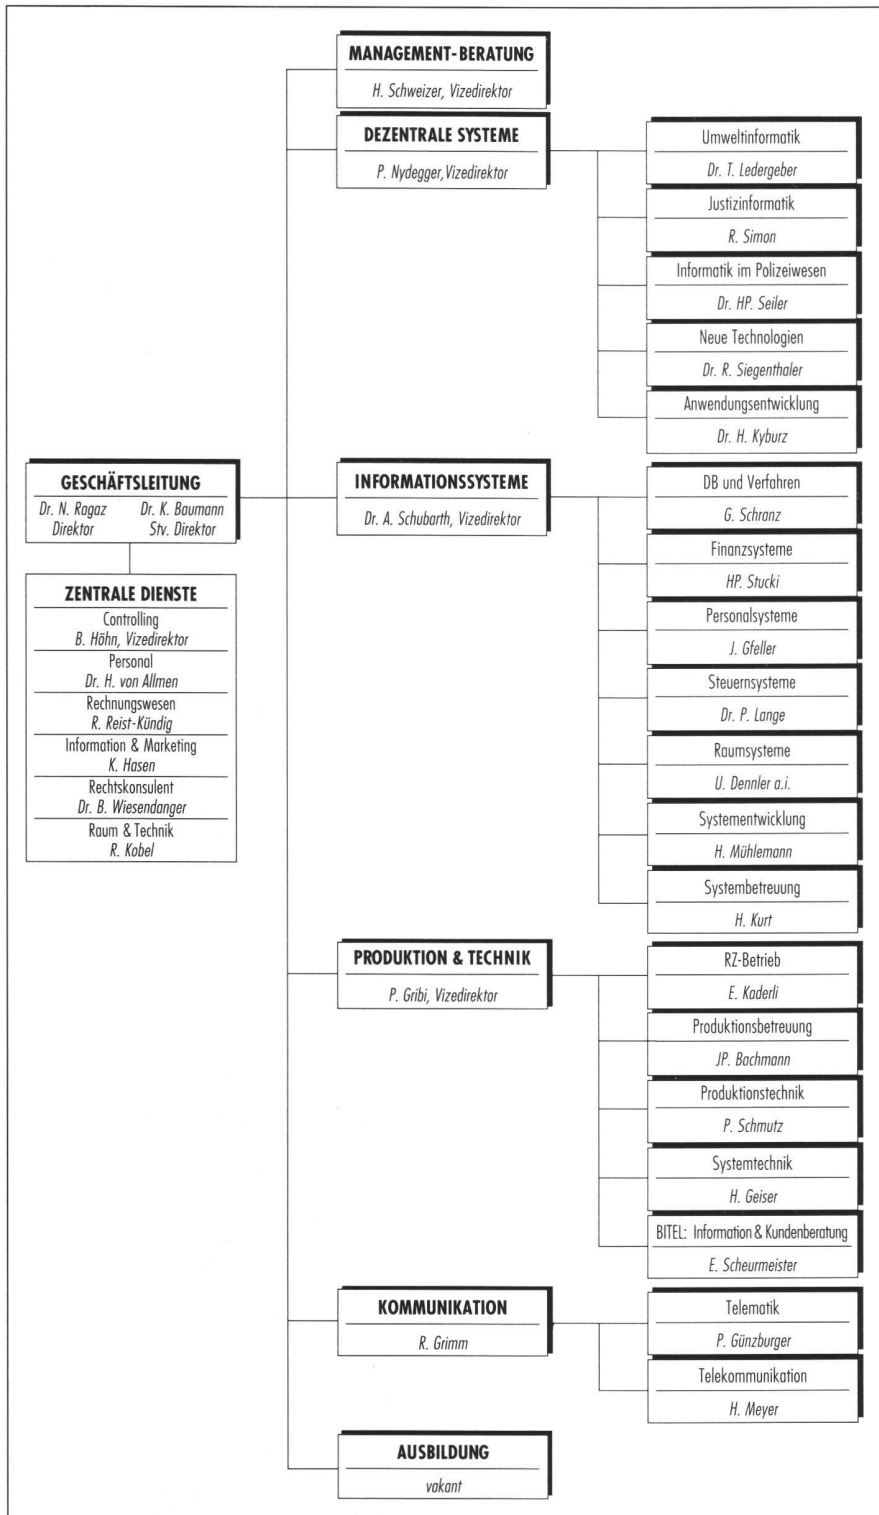 MANAGEMENT-BERATUNG
H. Schweizer, Vizedirektor
DEZENTRALE SYSTEME
P. Nydegger, Vizedirektor
Umweltinformatik
Dr. T. Ledergeber
Justizinformatik
R. Simon
Informatik im Polizeiwesen
Dr. HP. Seiler
Neue Technologien
Dr. R. Siegenthaler
Anwendungsentwicklung
Dr. H. Kyburz
GESCHÄFTSLEITUNG
Dr. N. Ragaz Dr. K. Baumann
Direktor Stv. Direktor
ZENTRALE DIENSTE
Controlling
B. Höhn, Vizedirektor
Personal
Dr. H. von Allmen
Rechnungswesen
R. Reist-Kündig
Information & Marketing
K. Hasen
Rechtskonsulent
Dr. B. Wiesendanger
Raum & Technik
R. Kobel
INFORMATIONSSYSTEME
Dr. A. Schubarth, Vizedirektor
DB und Verfahren
G. Schranz
Finanzsysteme
HP. Stucki
Personalsysteme
J. Gfeller
Steuernsysteme
Dr. P. Lange
Raumsysteme
U. Dennler a.i.
Systementwicklung
H. Mühlemann
Systembetreuung
H. Kurt
PRODUKTION & TECHNIK
P. Gribi, Vizedirektor
RZ-Betrieb
E. Kaderli
Produktionsbetreuung
JP. Bachmann
Produktionstechnik
P. Schmutz
Systemtechnik
H. Geiser
BITEL: Information & Kundenberatung
E. Scheurmeister
KOMMUNIKATION
R. Grimm
Telematik
P. Günzburger
Telekommunikation
H. Meyer
AUSBILDUNG
vakant